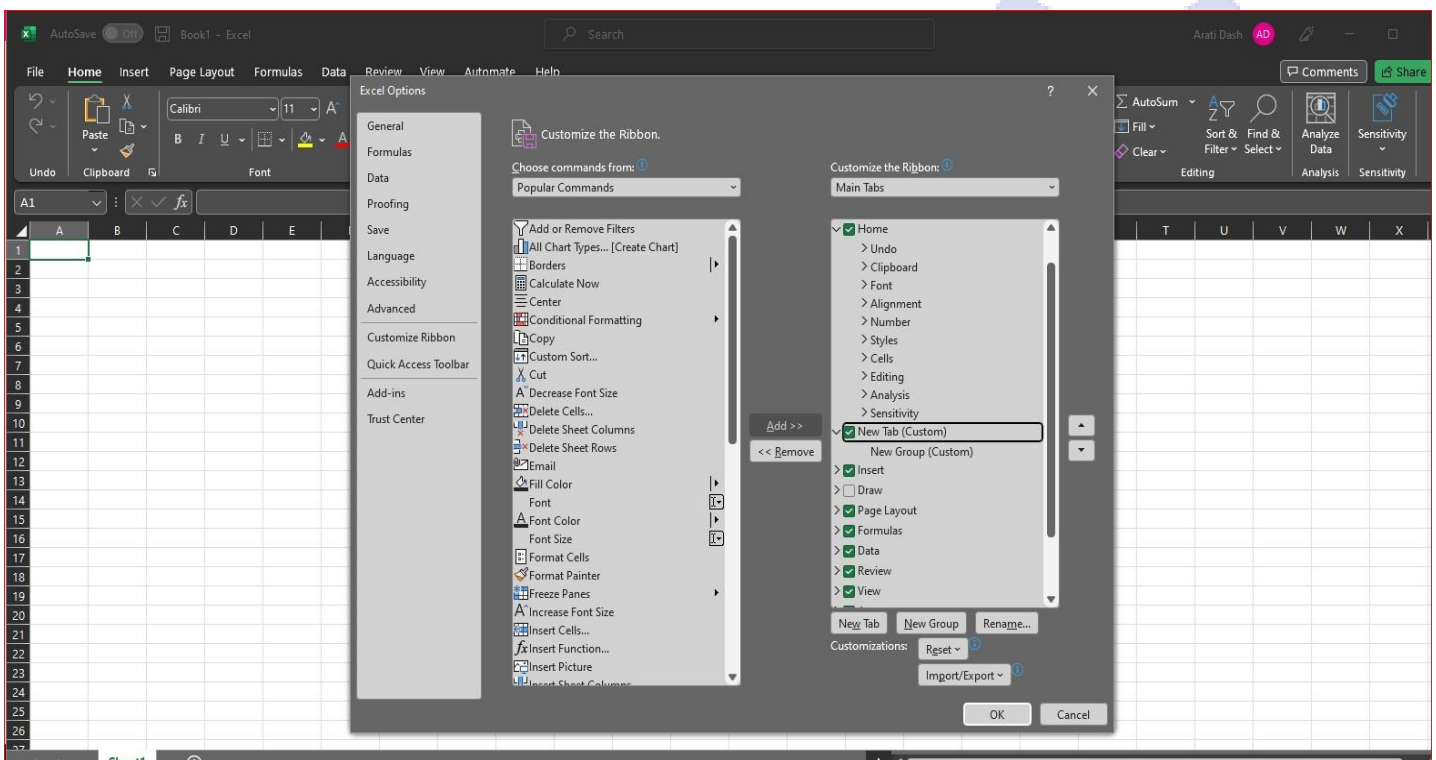 AutoSave Off Book1 - Excel Search Arati Dash AD
File Home Insert Page Layout Formulas Data Review View Automate Help Comments Share
Calibri 11 A
Paste B I U A
Undo Clipboard Font
AutoSum
Fill
Clear
Sort & Filter
Find & Select
Analyze Data
Sensitivity
Editing Analysis Sensitivity
A1 fx
A B C D E T U V W X
1
2
3
4
5
6
7
8
9
10
11
12
13
14
15
16
17
18
19
20
21
22
23
24
25
26
27
Sheet1
Excel Options ?
General
Formulas
Data
Proofing
Save
Language
Accessibility
Advanced
Customize Ribbon
Quick Access Toolbar
Add-ins
Trust Center
Customize the Ribbon.
Choose commands from:
Popular Commands
Add or Remove Filters
All Chart Types... [Create Chart]
Borders
Calculate Now
Center
Conditional Formatting
Copy
Custom Sort...
Cut
Decrease Font Size
Delete Cells...
Delete Sheet Columns
Delete Sheet Rows
Email
Fill Color
Font
Font Color
Font Size
Format Cells
Format Painter
Freeze Panes
Increase Font Size
Insert Cells...
Insert Function...
Insert Picture
Insert Sheet Columns
Add >>
<< Remove
Customize the Ribbon:
Main Tabs
Home
Undo
Clipboard
Font
Alignment
Number
Styles
Cells
Editing
Analysis
Sensitivity
New Tab (Custom)
New Group (Custom)
Insert
Draw
Page Layout
Formulas
Data
Review
View
New Tab New Group Rename...
Customizations: Reset
Import/Export
OK Cancel